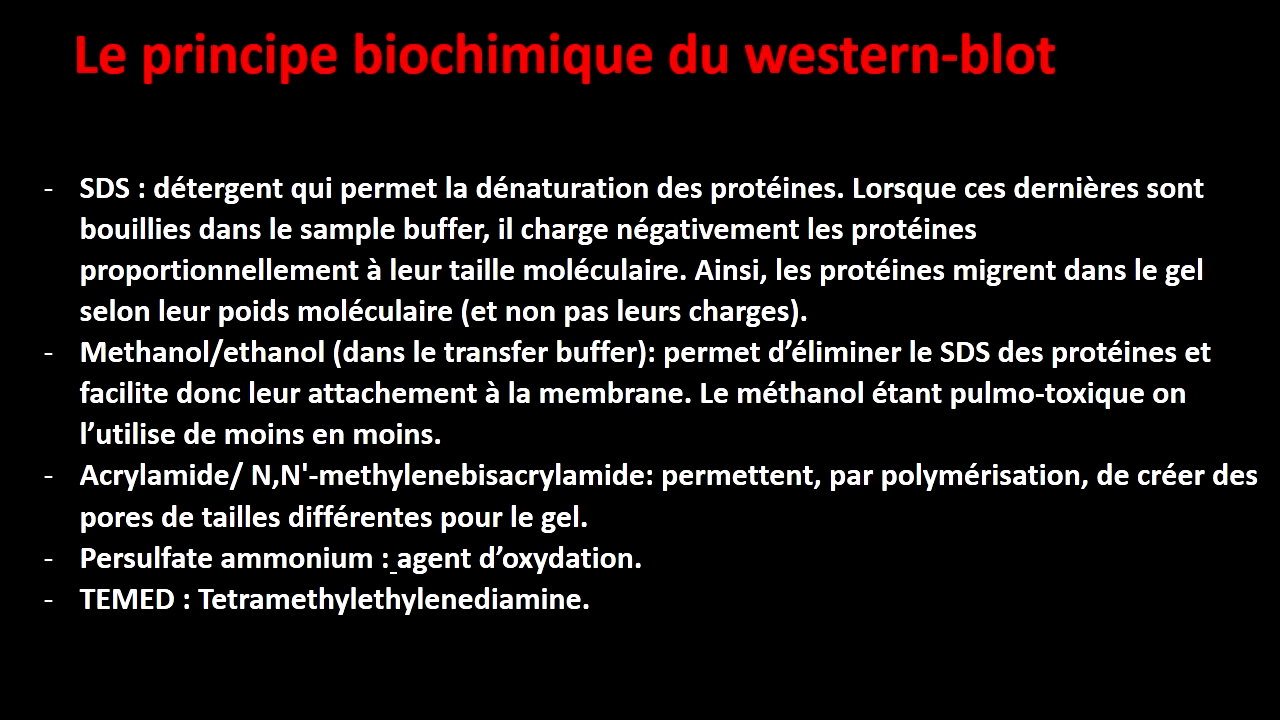 Le principe biochimique du western-blot
- SDS : détergent qui permet la dénaturation des protéines. Lorsque ces dernières sont
bouillies dans le sample buffer, il charge négativement les protéines
proportionnellement à leur taille moléculaire. Ainsi, les protéines migrent dans le gel
selon leur poids moléculaire (et non pas leurs charges).
- Methanol/ethanol (dans le transfer buffer): permet d’éliminer le SDS des protéines et
facilite donc leur attachement à la membrane. Le méthanol étant pulmo-toxique on
l’utilise de moins en moins.
- Acrylamide/ N,N'-methylenebisacrylamide: permettent, par polymérisation, de créer des
pores de tailles différentes pour le gel.
- Persulfate ammonium : agent d’oxydation.
- TEMED : Tetramethylethylenediamine.